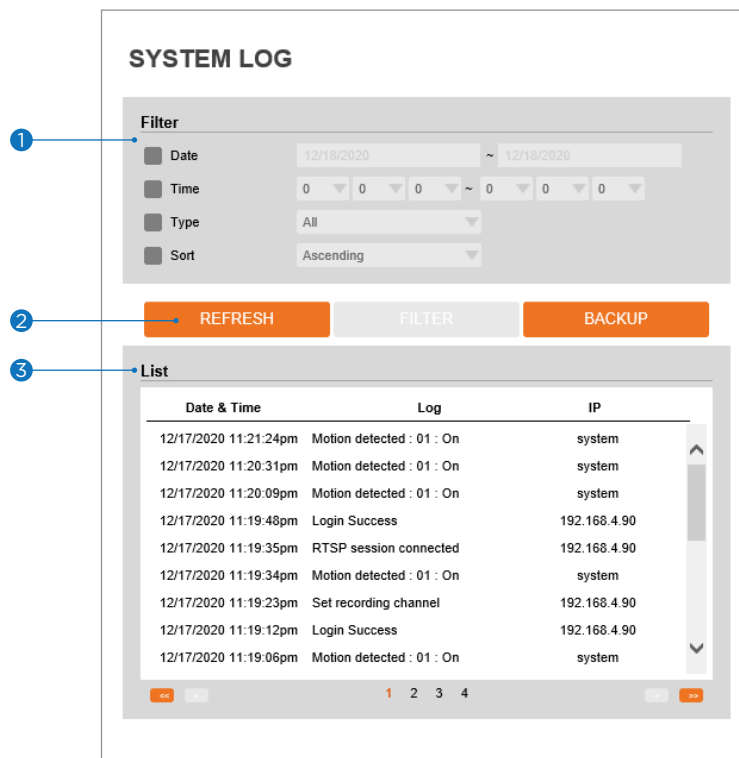 SYSTEM LOG
Filter
1
Date 12/18/2020 ~ 12/18/2020
Time 0 0 0 ~ 0 0 0
Type All
Sort Ascending
2
REFRESH FILTER BACKUP
3
List
Date & Time Log IP
12/17/2020 11:21:24pm Motion detected : 01 : On system
12/17/2020 11:20:31pm Motion detected : 01 : On system
12/17/2020 11:20:09pm Motion detected : 01 : On system
12/17/2020 11:19:48pm Login Success 192.168.4.90
12/17/2020 11:19:35pm RTSP session connected 192.168.4.90
12/17/2020 11:19:34pm Motion detected : 01 : On system
12/17/2020 11:19:23pm Set recording channel 192.168.4.90
12/17/2020 11:19:12pm Login Success 192.168.4.90
12/17/2020 11:19:06pm Motion detected : 01 : On system
<< < 1 2 3 4 > >>